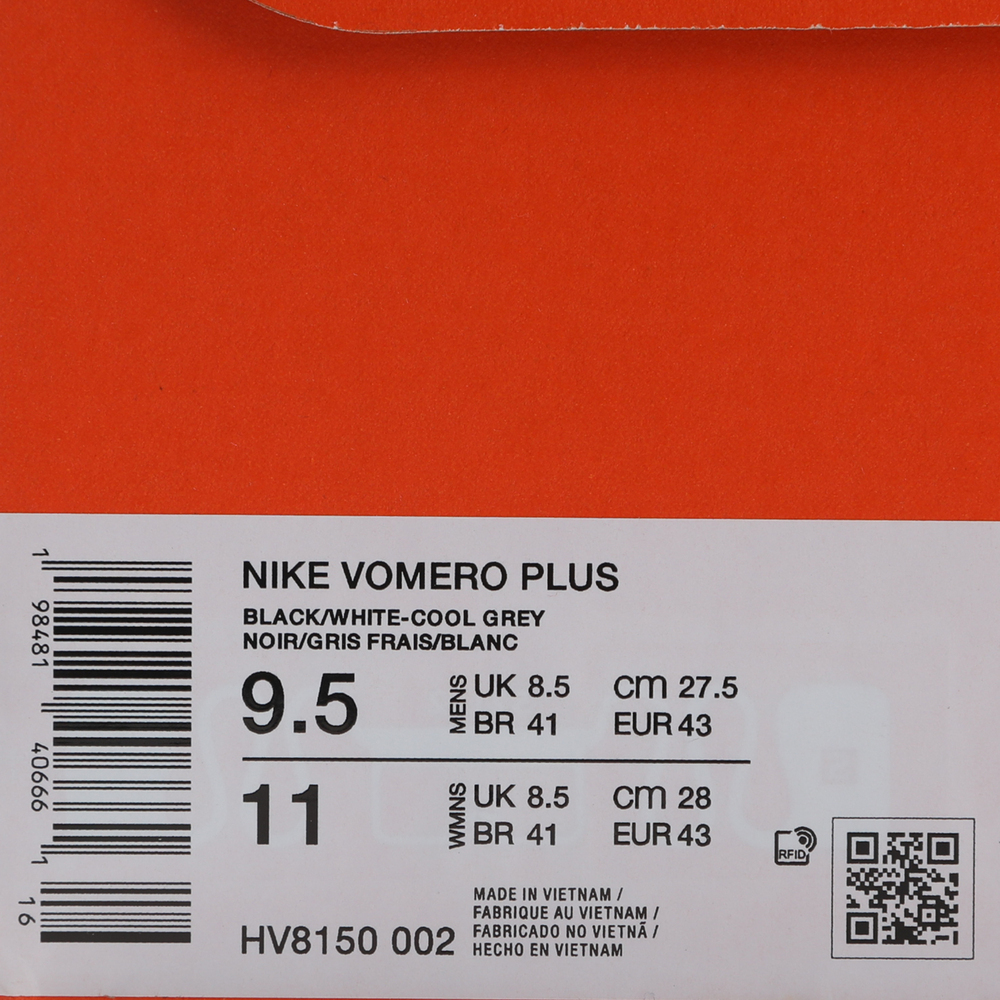 NIKE VOMERO PLUS
BLACK/WHITE-COOL GREY
NOIR/GRIS FRAIS/BLANC
9.5 MENS UK 8.5 cm 27.5
BR 41 EUR 43
11 WMNS UK 8.5 cm 28
BR 41 EUR 43
RFID
MADE IN VIETNAM /
FABRIQUE AU VIETNAM /
FABRICADO NO VIETNÃ /
HECHO EN VIETNAM
HV8150 002
1 98481 40666 1 16